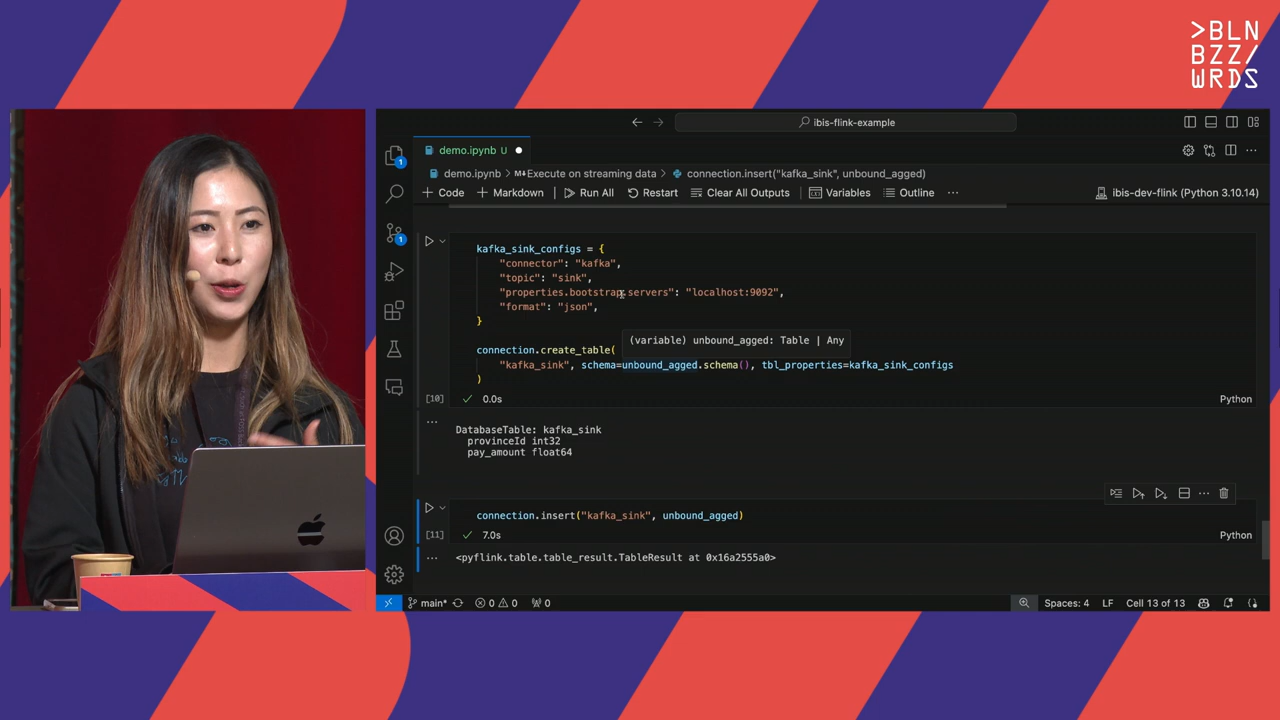 >BLN
BZZ/
WRDS
ibis-flink-example
demo.ipynb U
1
demo.ipynb > M↓Execute on streaming data > connection.insert("kafka_sink", unbound_agged)
+ Code + Markdown Run All Restart Clear All Outputs Variables Outline ··· ibis-dev-flink (Python 3.10.14)
1
kafka_sink_configs = {
"connector": "kafka",
"topic": "sink",
"properties.bootstrap.servers": "localhost:9092",
"format": "json",
}
(variable) unbound_agged: Table | Any
connection.create_table(
"kafka_sink", schema=unbound_agged.schema(), tbl_properties=kafka_sink_configs
)
[10] ✓ 0.0s Python
DatabaseTable: kafka_sink
provinceId int32
pay_amount float64
connection.insert("kafka_sink", unbound_agged)
[11] ✓ 7.0s Python
<pyflink.table.table_result.TableResult at 0x16a2555a0>
main* 0 0 0 Spaces: 4 LF Cell 13 of 13